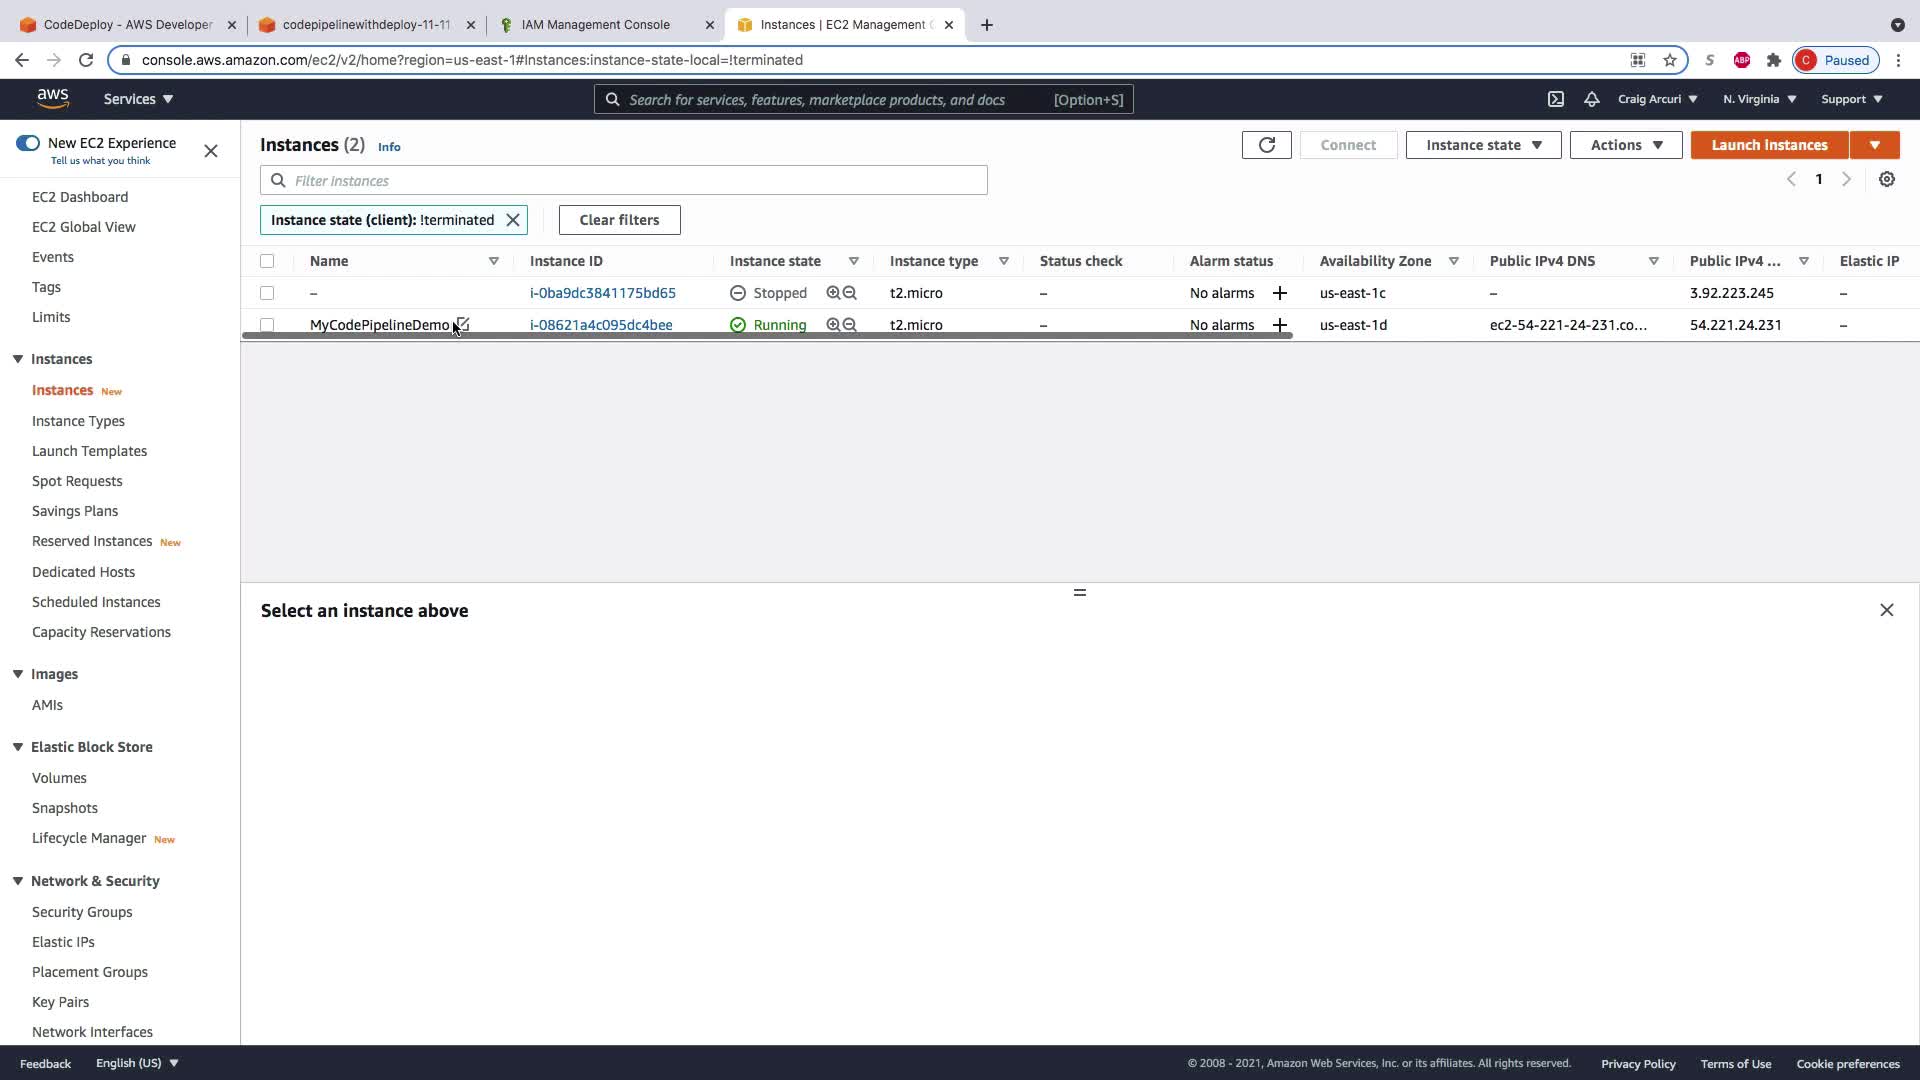 CodeDeploy - AWS Developer
codepipelinewithdeploy-11-11
IAM Management Console
Instances | EC2 Management
console.aws.amazon.com/ec2/v2/home?region=us-east-1#Instances:instance-state-local=!terminated
S
ABP
C Paused
aws
Services
Search for services, features, marketplace products, and docs [Option+S]
Craig Arcuri
N. Virginia
Support
New EC2 Experience
Tell us what you think
EC2 Dashboard
EC2 Global View
Events
Tags
Limits
Instances
Instances New
Instance Types
Launch Templates
Spot Requests
Savings Plans
Reserved Instances New
Dedicated Hosts
Scheduled Instances
Capacity Reservations
Images
AMIs
Elastic Block Store
Volumes
Snapshots
Lifecycle Manager New
Network & Security
Security Groups
Elastic IPs
Placement Groups
Key Pairs
Network Interfaces
Instances (2) Info
Connect
Instance state
Actions
Launch instances
Filter instances
1
Instance state (client): !terminated
Clear filters
Name Instance ID Instance state Instance type Status check Alarm status Availability Zone Public IPv4 DNS Public IPv4 ... Elastic IP
– i-0ba9dc3841175bd65 Stopped t2.micro – No alarms + us-east-1c – 3.92.223.245 –
MyCodePipelineDemo i-08621a4c095dc4bee Running t2.micro – No alarms + us-east-1d ec2-54-221-24-231.co... 54.221.24.231 –
Select an instance above
Feedback
English (US)
© 2008 - 2021, Amazon Web Services, Inc. or its affiliates. All rights reserved.
Privacy Policy
Terms of Use
Cookie preferences